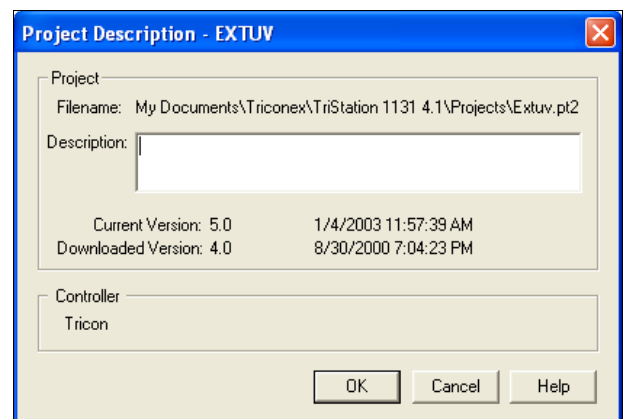 Project Description - EXTUV
Project
Filename: My Documents\Triconex\TriStation 1131 4.1\Projects\Extuv.pt2
Description:
Current Version: 5.0 1/4/2003 11:57:39 AM
Downloaded Version: 4.0 8/30/2000 7:04:23 PM
Controller
Tricon
OK Cancel Help